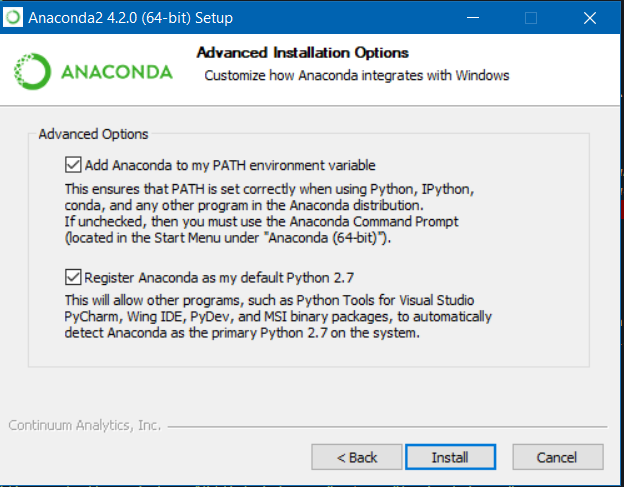 Anaconda2 4.2.0 (64-bit) Setup
Advanced Installation Options
Customize how Anaconda integrates with Windows
ANACONDA
Advanced Options
Add Anaconda to my PATH environment variable
This ensures that PATH is set correctly when using Python, IPython,
conda, and any other program in the Anaconda distribution.
If unchecked, then you must use the Anaconda Command Prompt
(located in the Start Menu under "Anaconda (64-bit)").
Register Anaconda as my default Python 2.7
This will allow other programs, such as Python Tools for Visual Studio
PyCharm, Wing IDE, PyDev, and MSI binary packages, to automatically
detect Anaconda as the primary Python 2.7 on the system.
Continuum Analytics, Inc.
< Back
Install
Cancel